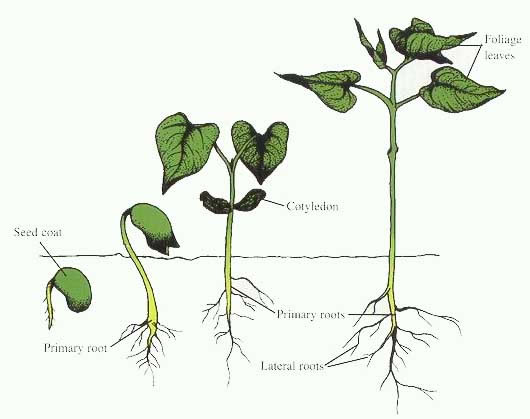 Foliage
leaves
Cotyledon
Seed coat
Primary roots
Primary root
Lateral roots